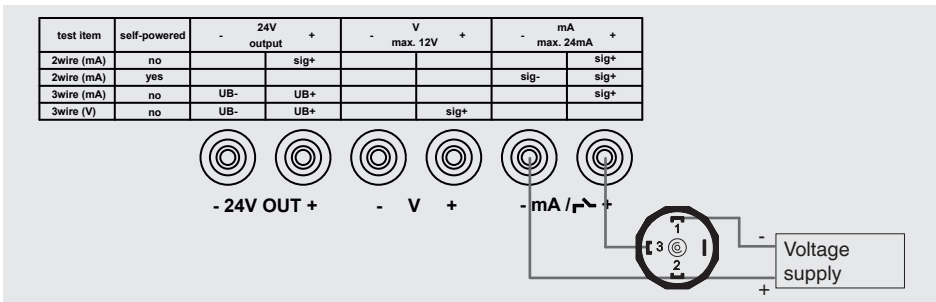 test item self-powered - 24V output + - V max. 12V + - mA max. 24mA +
2wire (mA) no sig+ sig+
2wire (mA) yes sig- sig+
3wire (mA) no UB- UB+ sig+
3wire (V) no UB- UB+ sig+
- 24V OUT + - V + - mA / +
1
3
2
- Voltage
supply
+